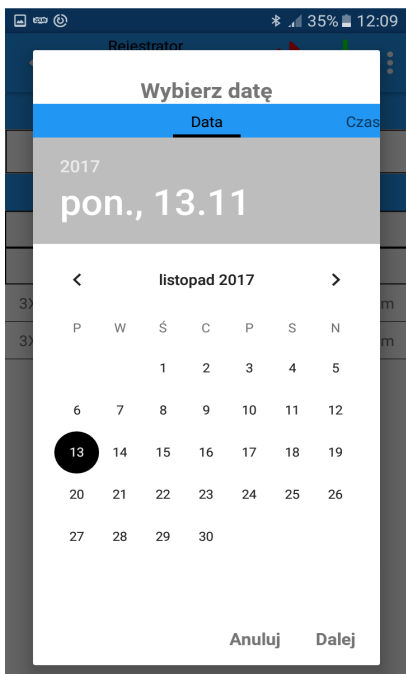 35% 12:09
Rejestrator
Wybierz datę
Data Czas
2017
pon., 13.11
listopad 2017
P W Ś C P S N
1 2 3 4 5
6 7 8 9 10 11 12
13 14 15 16 17 18 19
20 21 22 23 24 25 26
27 28 29 30
3X m
3X m
Anuluj Dalej